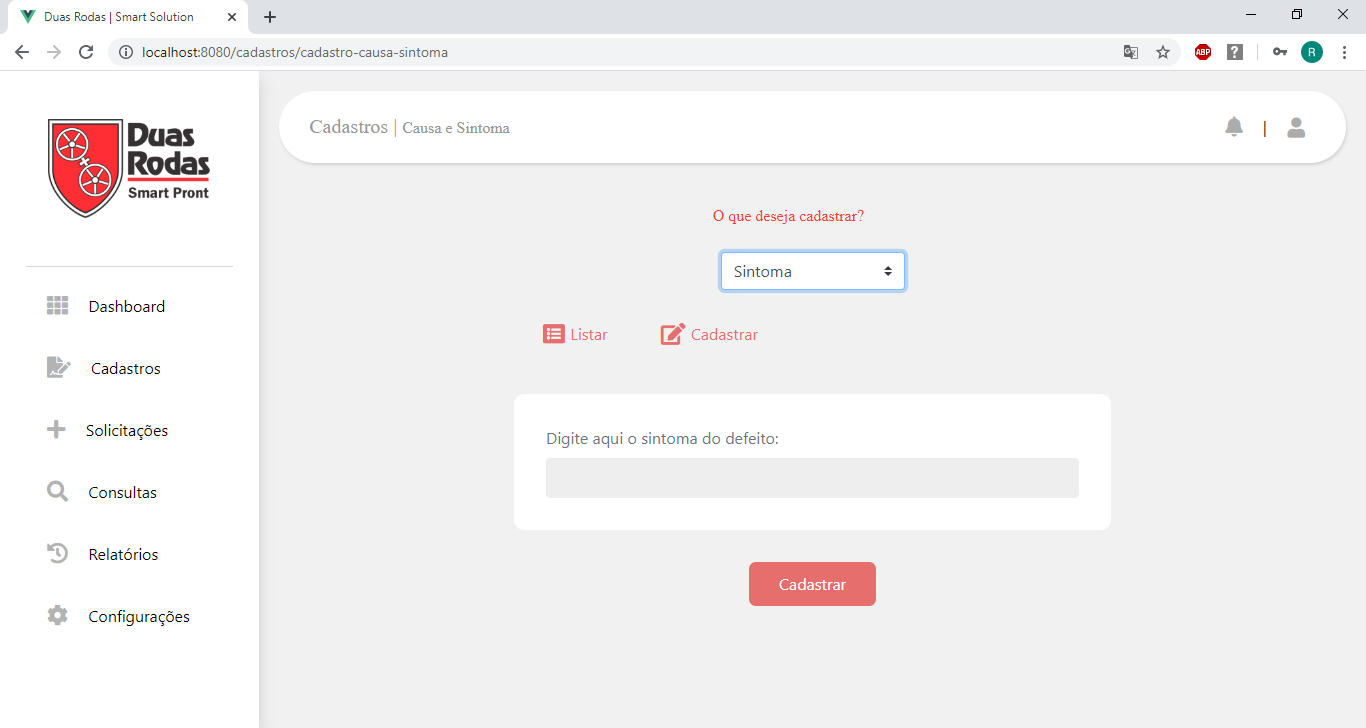 Duas Rodas | Smart Solution
localhost:8080/cadastros/cadastro-causa-sintoma
ABP
?
R
Duas
Rodas
Smart Pront
Cadastros | Causa e Sintoma
|
O que deseja cadastrar?
Sintoma
Listar Cadastrar
Dashboard
Cadastros
Solicitações
Consultas
Relatórios
Configurações
Digite aqui o sintoma do defeito:
Cadastrar